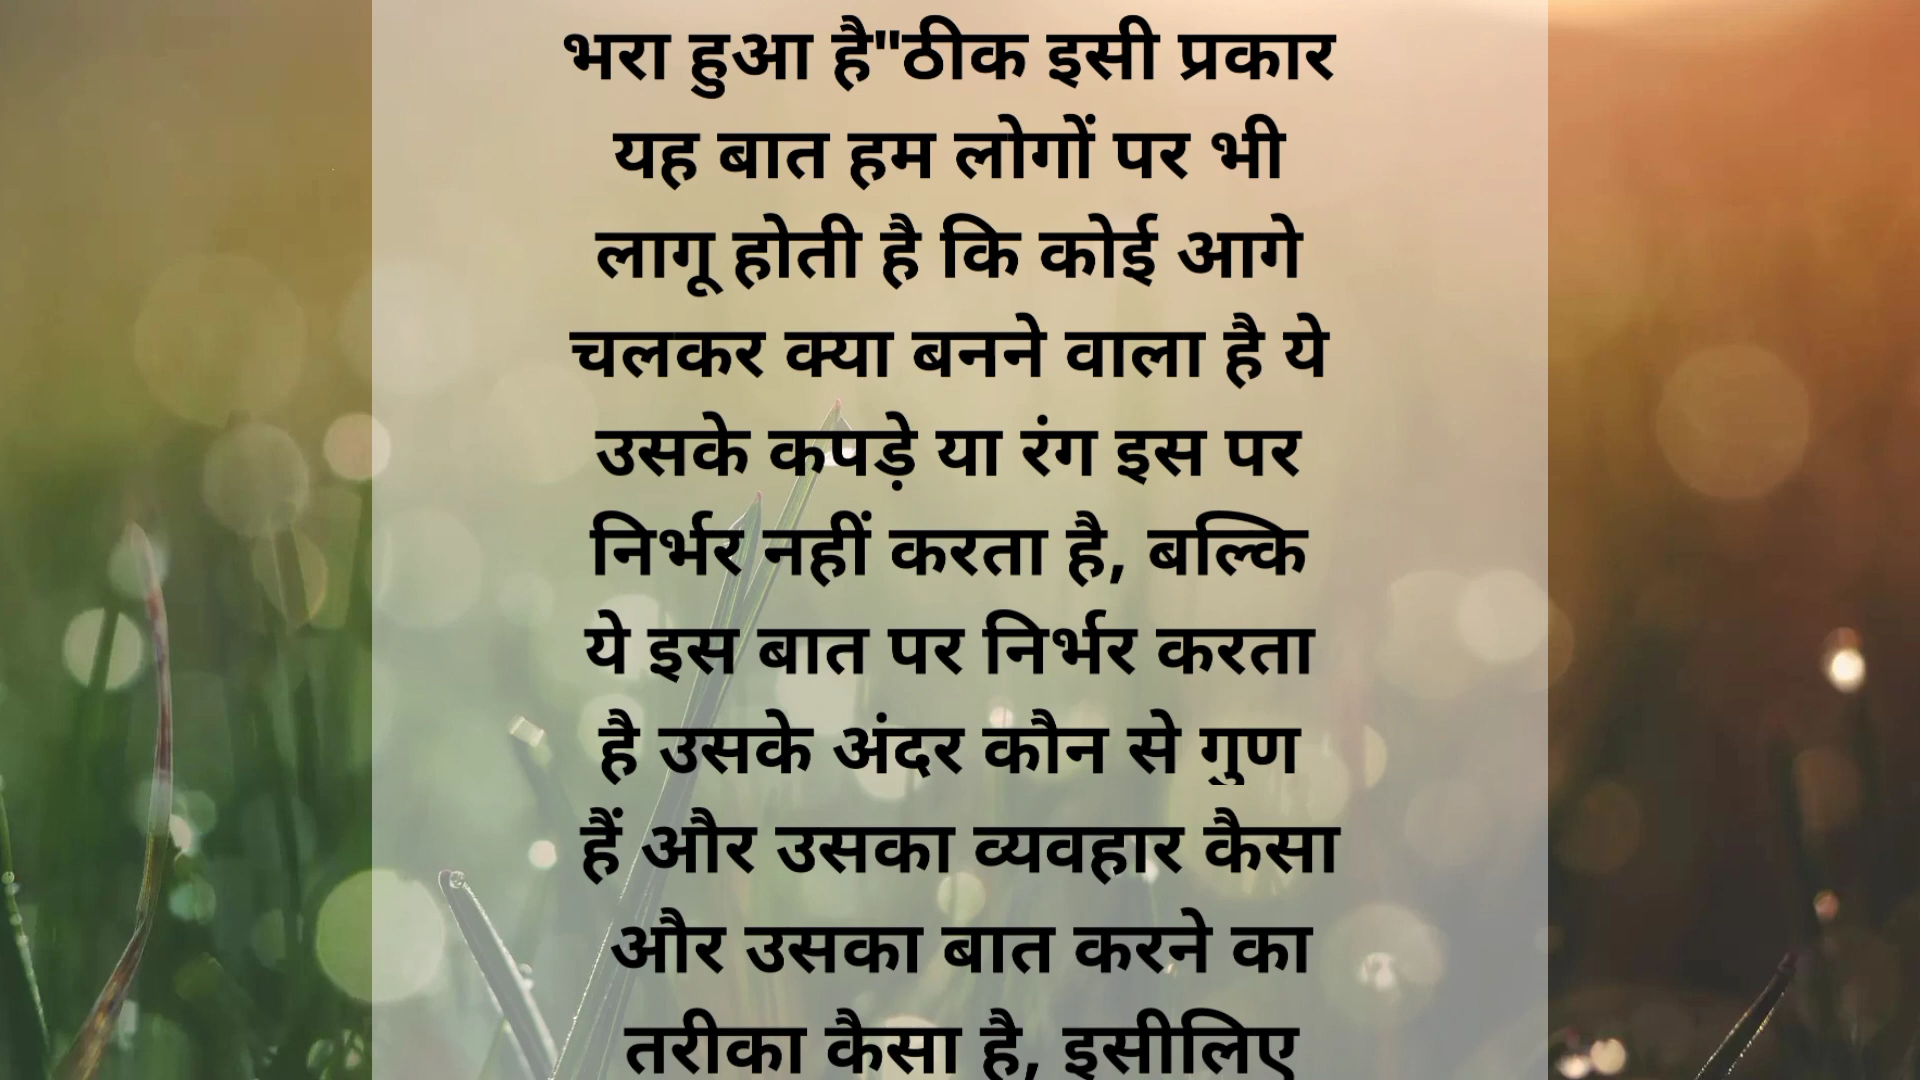 भरा हुआ है"ठीक इसी प्रकार
यह बात हम लोगों पर भी
लागू होती है कि कोई आगे
चलकर क्या बनने वाला है ये
उसके कपड़े या रंग इस पर
निर्भर नहीं करता है, बल्कि
ये इस बात पर निर्भर करता
है उसके अंदर कौन से गुण
हैं और उसका व्यवहार कैसा
और उसका बात करने का
तरीका कैसा है, इसीलिए